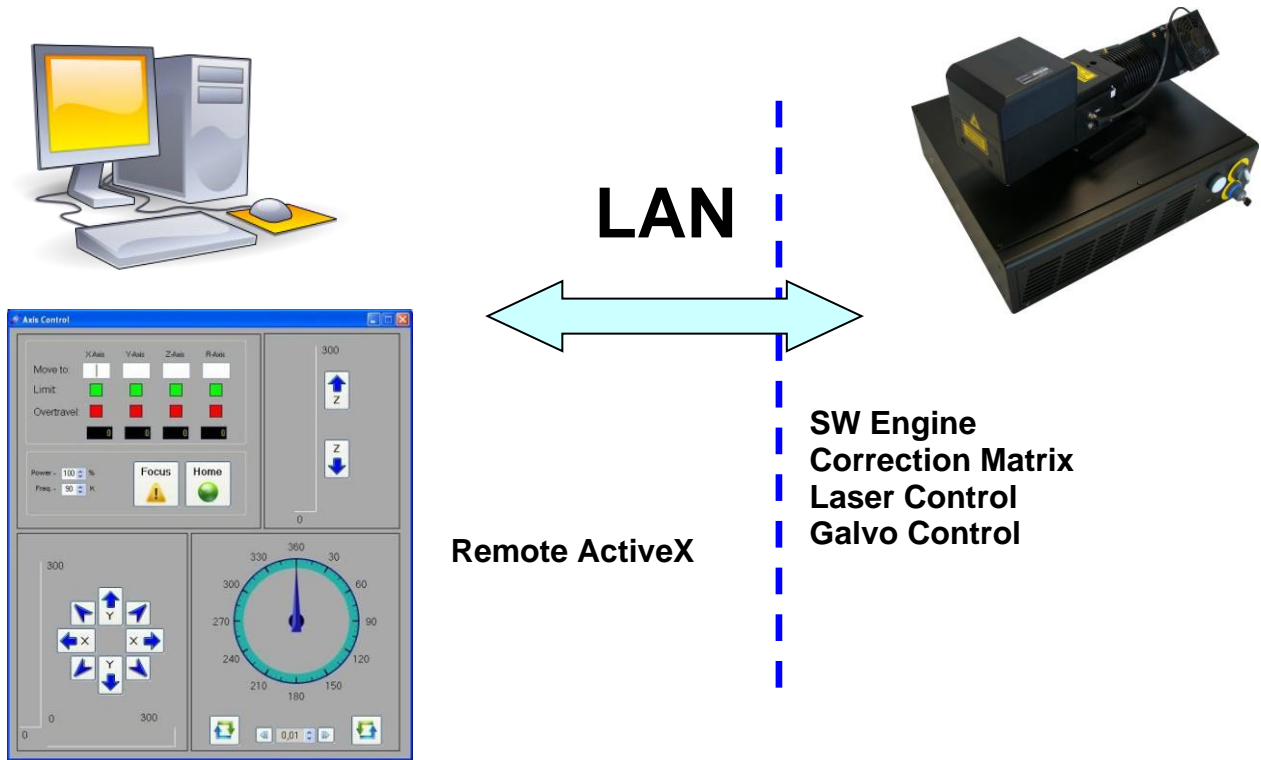 LAN
Axis Control
X-Axis Y-Axis Z-Axis R-Axis
Move to:
Limit:
Overtravel:
0 0 0 0
Power - 100 %
Freq. - 90 K
Focus
Home
300
Z
Z
0
300
Y
X X
Y
0 300
0
360
330 30
300 60
270 90
240 120
210 150
180
0,01
Remote ActiveX
SW Engine
Correction Matrix
Laser Control
Galvo Control